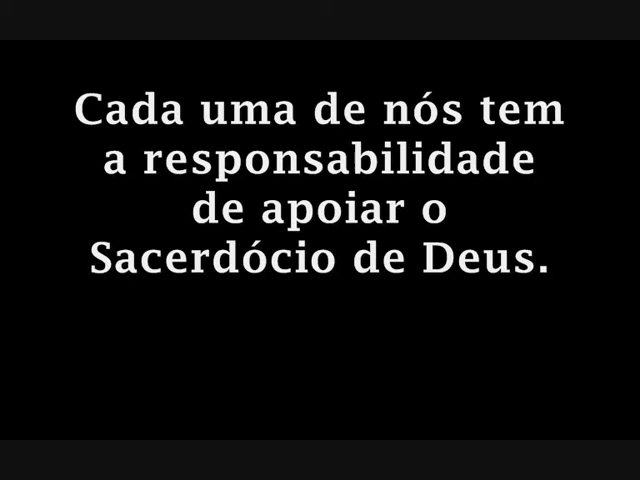 Cada uma de nós tem
a responsabilidade
de apoiar o
Sacerdócio de Deus.